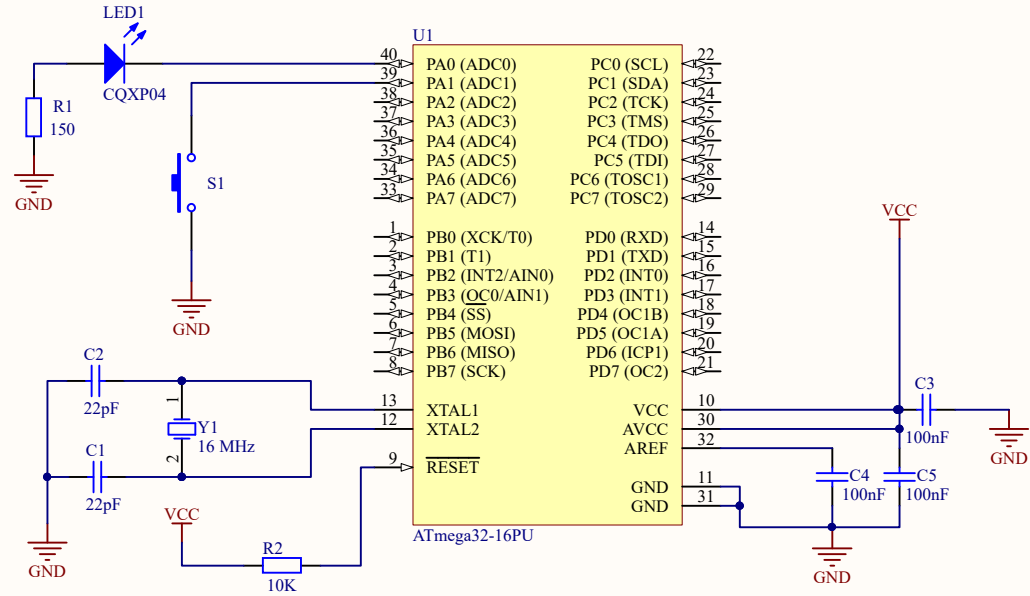 LED1
CQXP04
R1
150
GND
S1
GND
U1
40 PA0 (ADC0)
39 PA1 (ADC1)
38 PA2 (ADC2)
37 PA3 (ADC3)
36 PA4 (ADC4)
35 PA5 (ADC5)
34 PA6 (ADC6)
33 PA7 (ADC7)
1 PB0 (XCK/T0)
2 PB1 (T1)
3 PB2 (INT2/AIN0)
4 PB3 (OC0/AIN1)
5 PB4 (SS)
6 PB5 (MOSI)
7 PB6 (MISO)
8 PB7 (SCK)
13 XTAL1
12 XTAL2
9 RESET
PC0 (SCL) 22
PC1 (SDA) 23
PC2 (TCK) 24
PC3 (TMS) 25
PC4 (TDO) 26
PC5 (TDI) 27
PC6 (TOSC1) 28
PC7 (TOSC2) 29
PD0 (RXD) 14
PD1 (TXD) 15
PD2 (INT0) 16
PD3 (INT1) 17
PD4 (OC1B) 18
PD5 (OC1A) 19
PD6 (ICP1) 20
PD7 (OC2) 21
VCC 10
AVCC 30
AREF 32
GND 11
GND 31
ATmega32-16PU
C2
22pF
1
Y1
16 MHz
2
C1
22pF
GND
VCC
R2
10K
VCC
C3
100nF
GND
C4
100nF
C5
100nF
GND